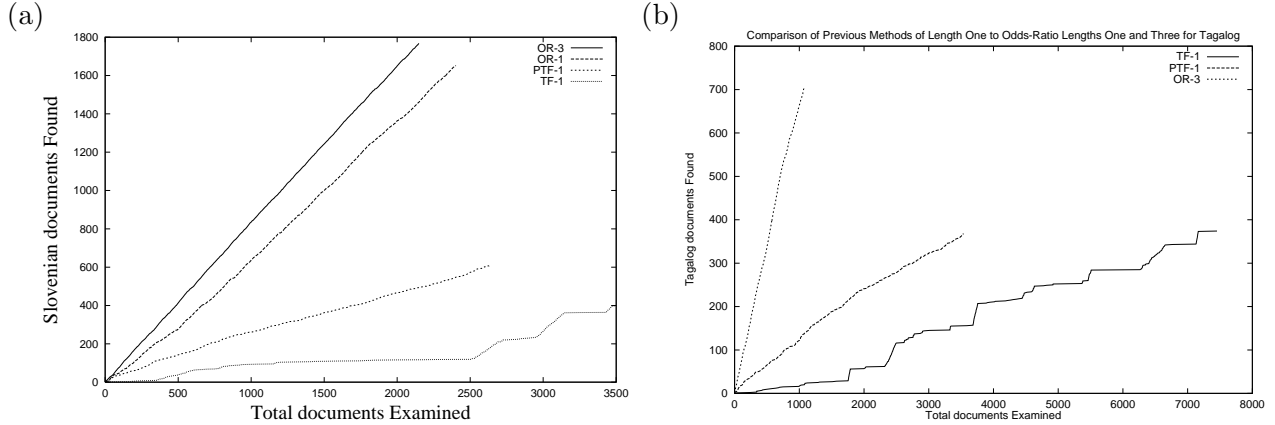 (a)
1800
1600
1400
1200
1000
800
600
400
200
0
Slovenian documents Found
OR-3
OR-1
PTF-1
TF-1
0 500 1000 1500 2000 2500 3000 3500
Total documents Examined
(b)
Comparison of Previous Methods of Length One to Odds-Ratio Lengths One and Three for Tagalog
800
700
600
500
400
300
200
100
0
Tagalog documents Found
TF-1
PTF-1
OR-3
0 1000 2000 3000 4000 5000 6000 7000 8000
Total documents Examined